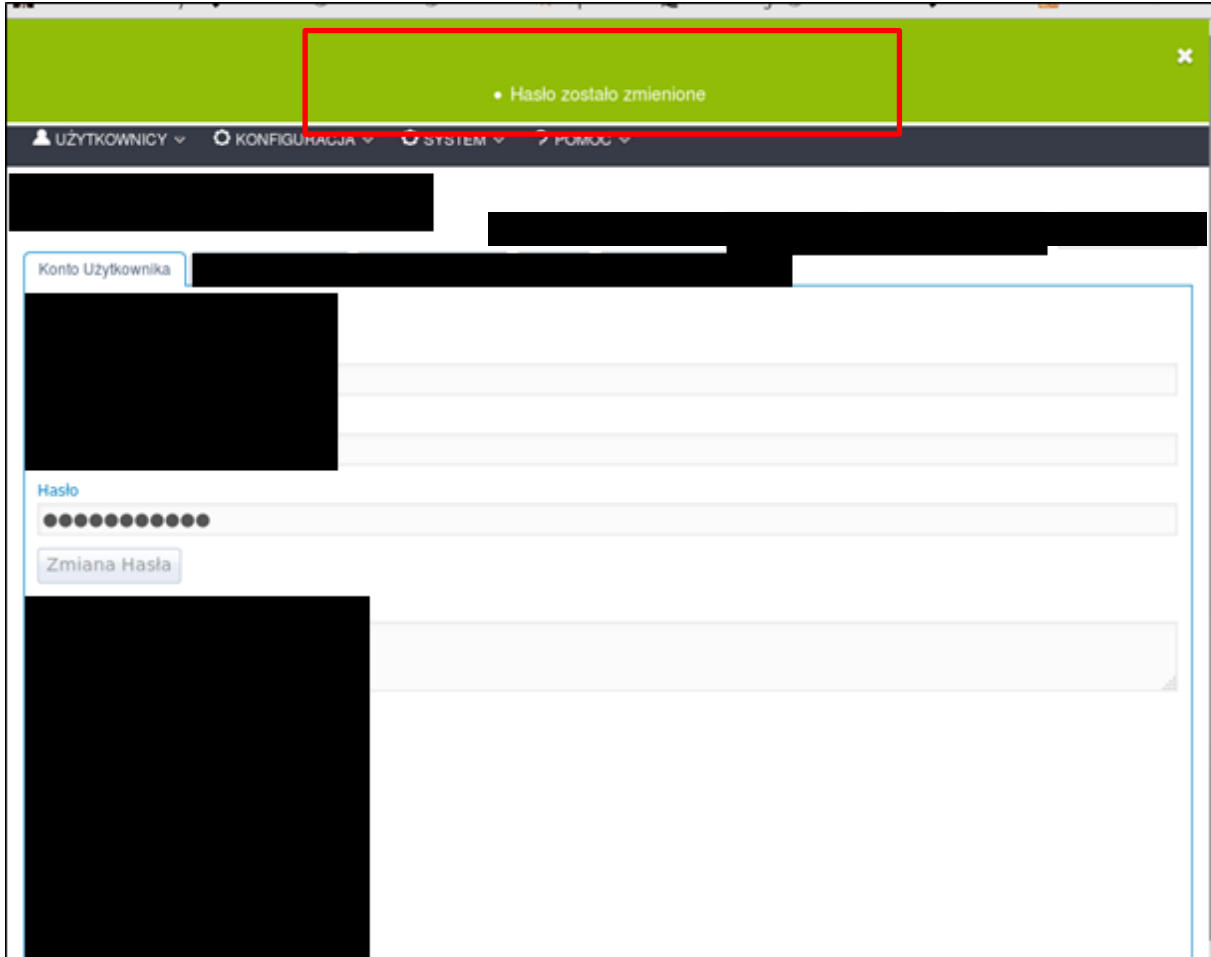 • Hasło zostało zmienione
UŻYTKOWNICY KONFIGURACJA SYSTEM POMOC
Konto Użytkownika
Hasło
Zmiana Hasła